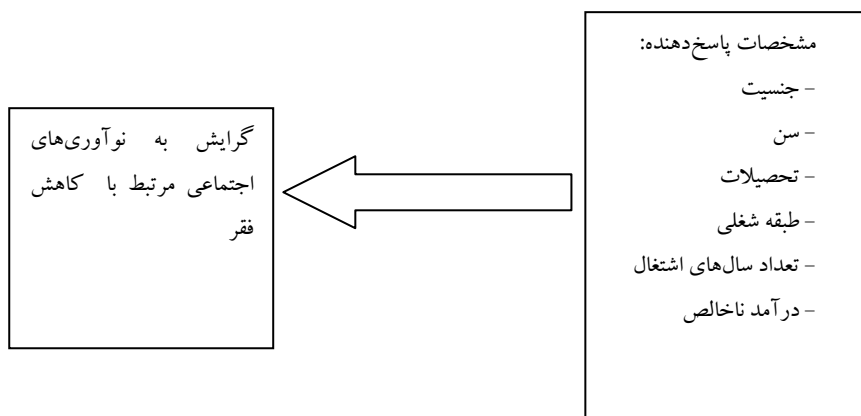 مشخصات پاسخ‌دهنده:
- جنسیت
- سن
- تحصیلات
- طبقه شغلی
- تعداد سال‌های اشتغال
- درآمد ناخالص
گرایش به نوآوری‌های
اجتماعی مرتبط با کاهش
فقر